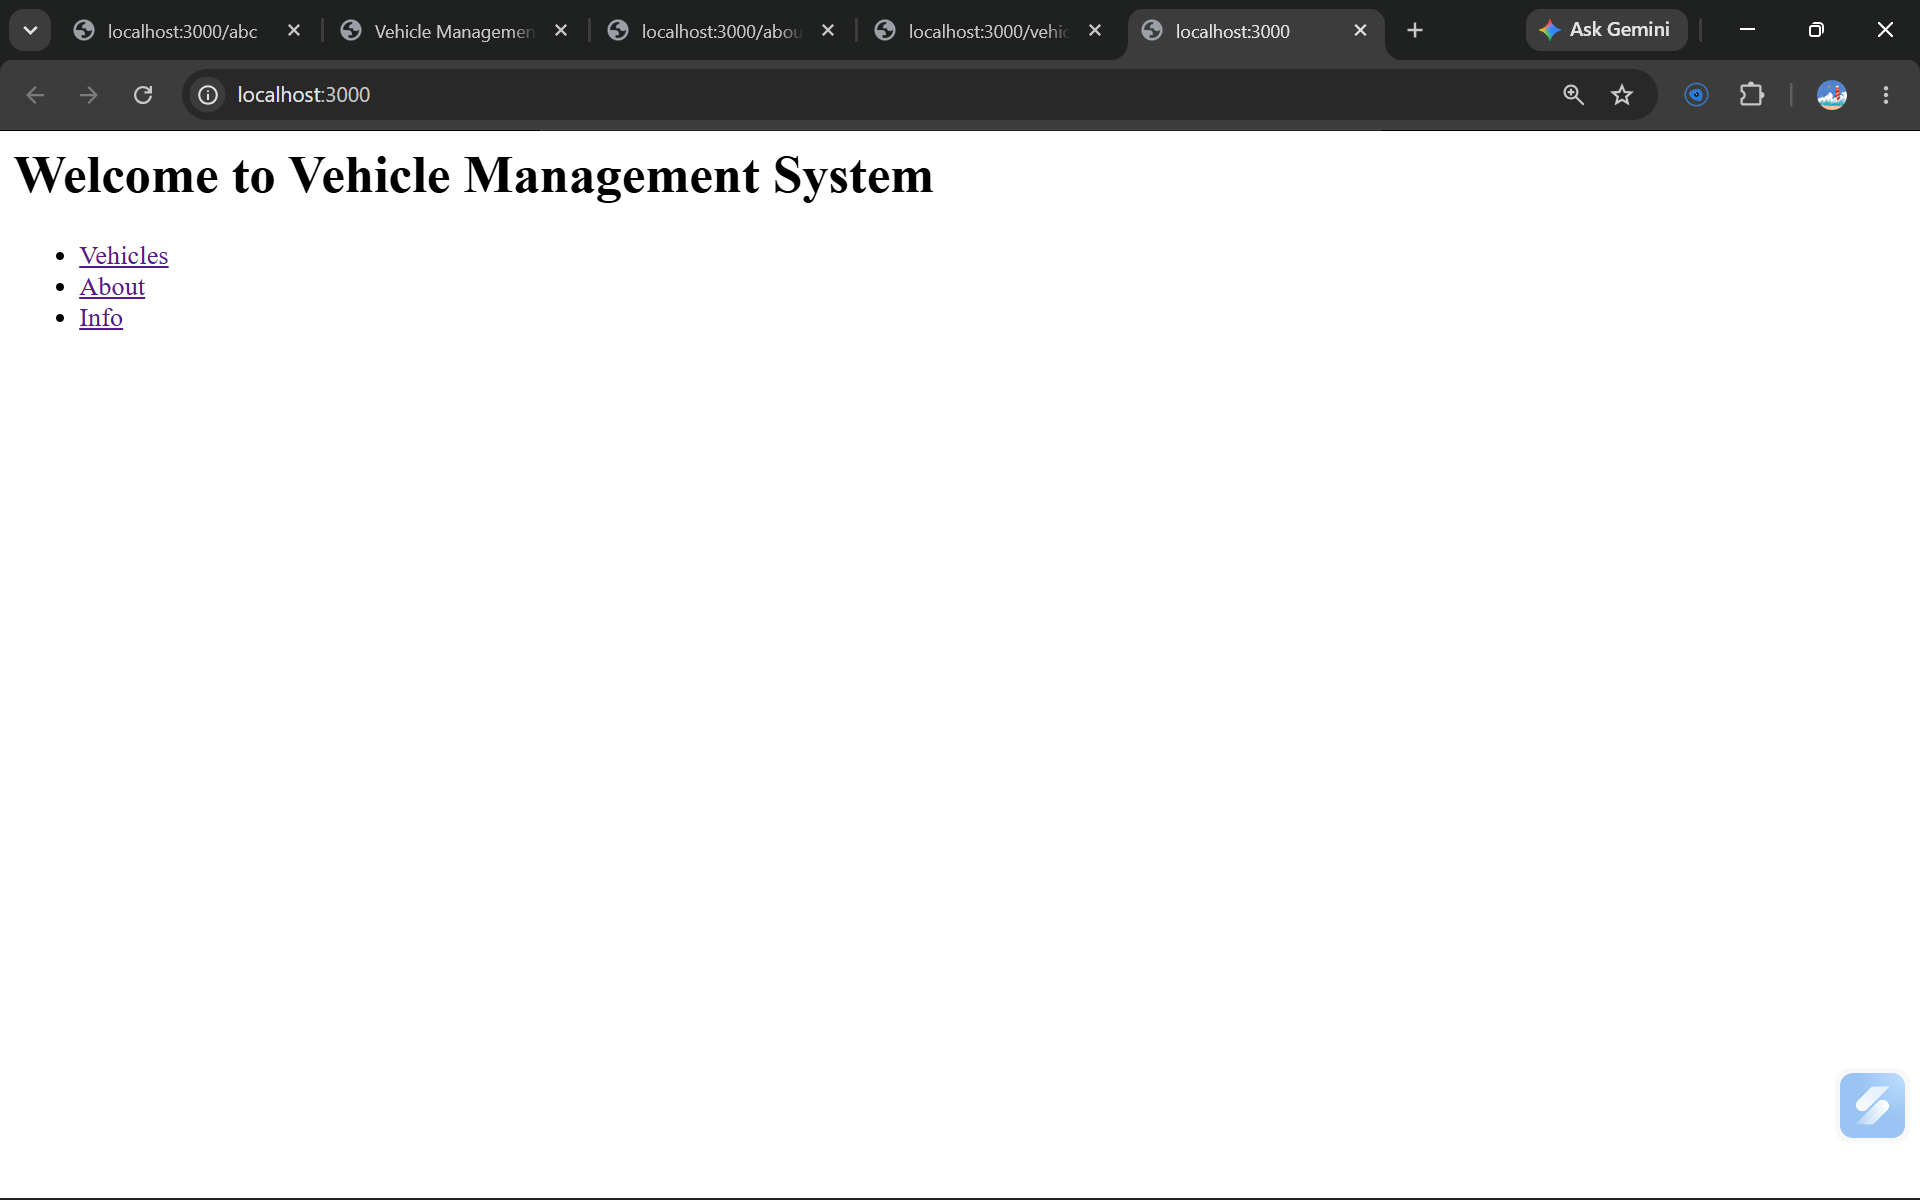 localhost:3000/abc
Vehicle Managemen
localhost:3000/abou
localhost:3000/vehic
localhost:3000
Ask Gemini
localhost:3000
Welcome to Vehicle Management System
Vehicles
About
Info